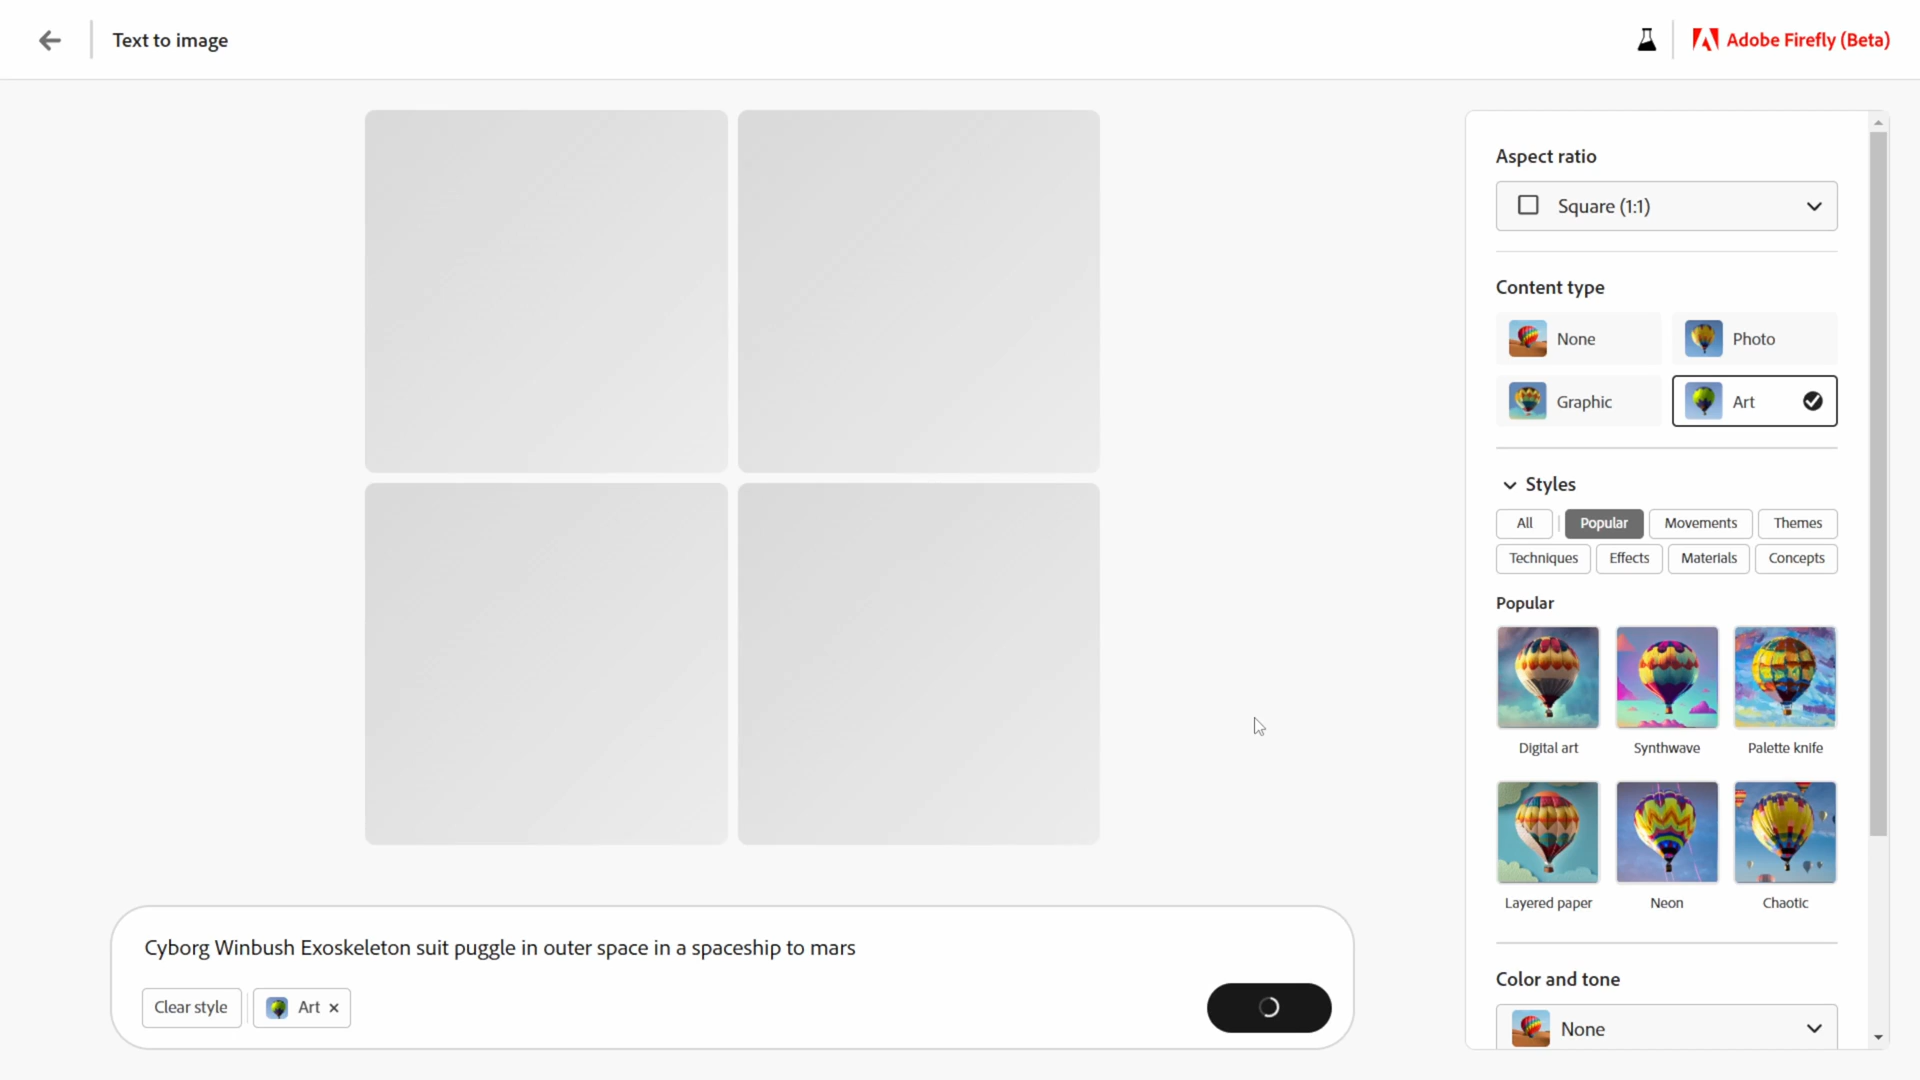 Text to image
Adobe Firefly (Beta)
Aspect ratio
Square (1:1)
Content type
None
Photo
Graphic
Art
Styles
All
Popular
Movements
Themes
Techniques
Effects
Materials
Concepts
Popular
Digital art
Synthwave
Palette knife
Layered paper
Neon
Chaotic
Color and tone
None
Cyborg Winbush Exoskeleton suit puggle in outer space in a spaceship to mars
Clear style
Art